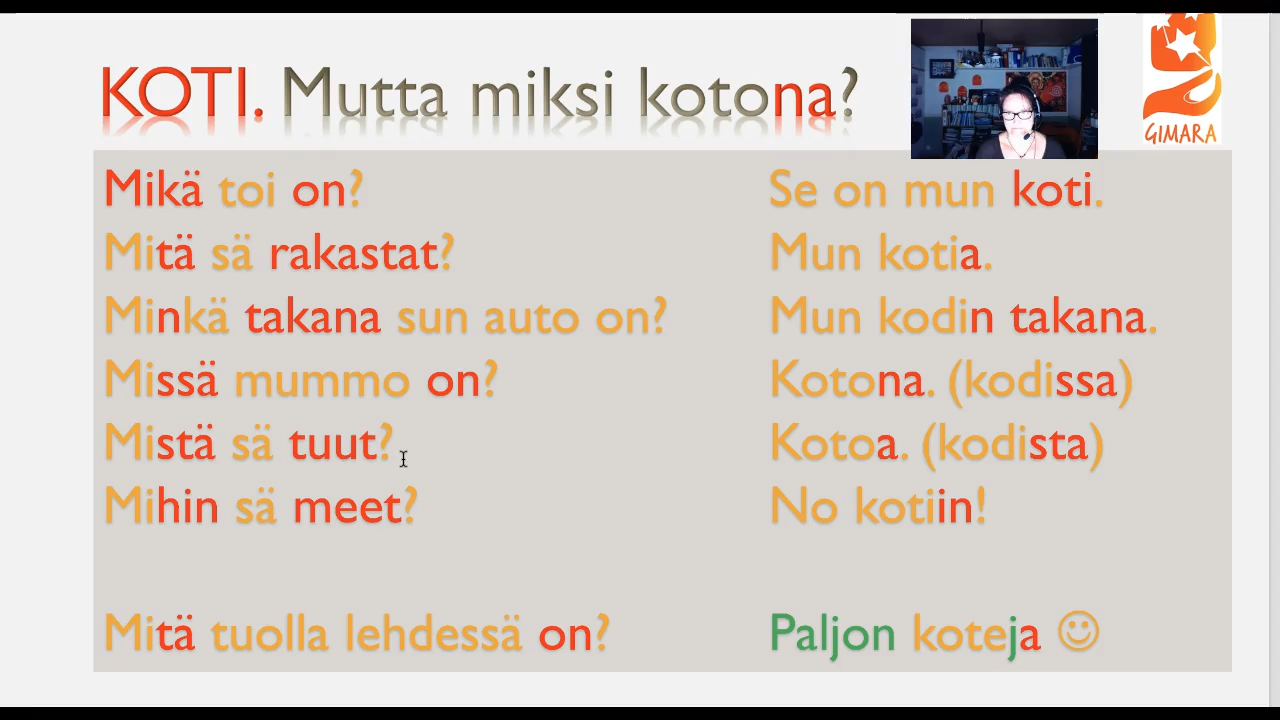 KOTI. Mutta miksi kotona?
GIMARA
Mikä toi on?
Se on mun koti.
Mitä sä rakastat?
Mun kotia.
Minkä takana sun auto on?
Mun kodin takana.
Missä mummo on?
Kotona. (kodissa)
Mistä sä tuut?
Kotoa. (kodista)
Mihin sä meet?
No kotiin!
Mitä tuolla lehdessä on?
Paljon koteja ☺